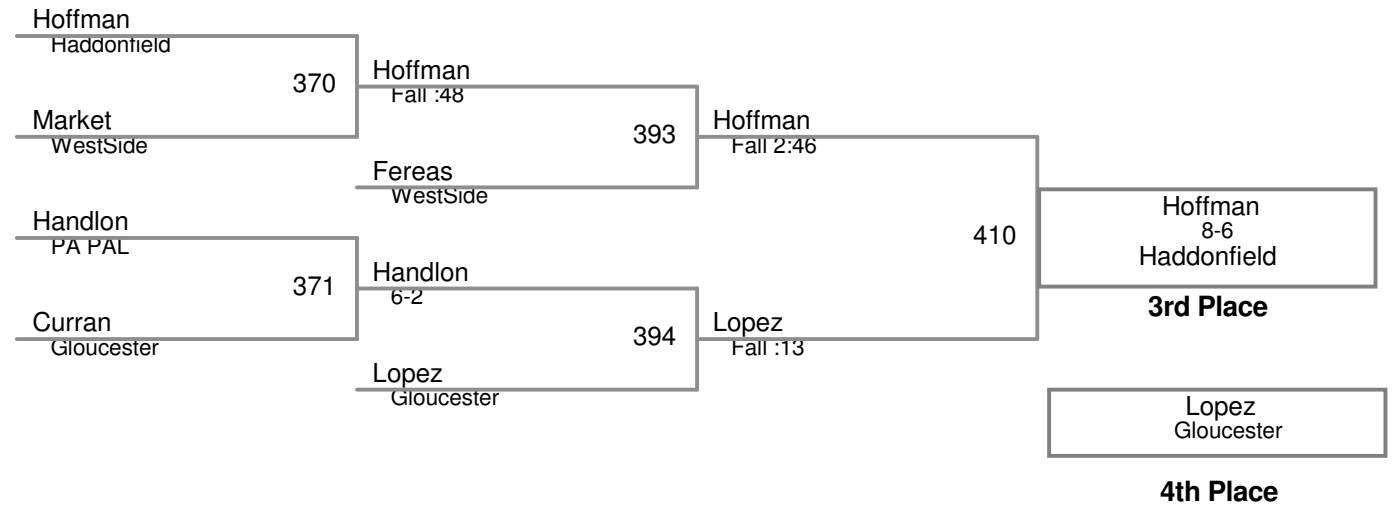 Hoffman
Haddonfield
370
Hoffman
Fall :48
Market
WestSide
393
Hoffman
Fall 2:46
Fereas
WestSide
Handlon
PA PAL
410
Hoffman
8-6
Haddonfield
3rd Place
371
Handlon
6-2
Curran
Gloucester
394
Lopez
Fall :13
Lopez
Gloucester
Lopez
Gloucester
4th Place